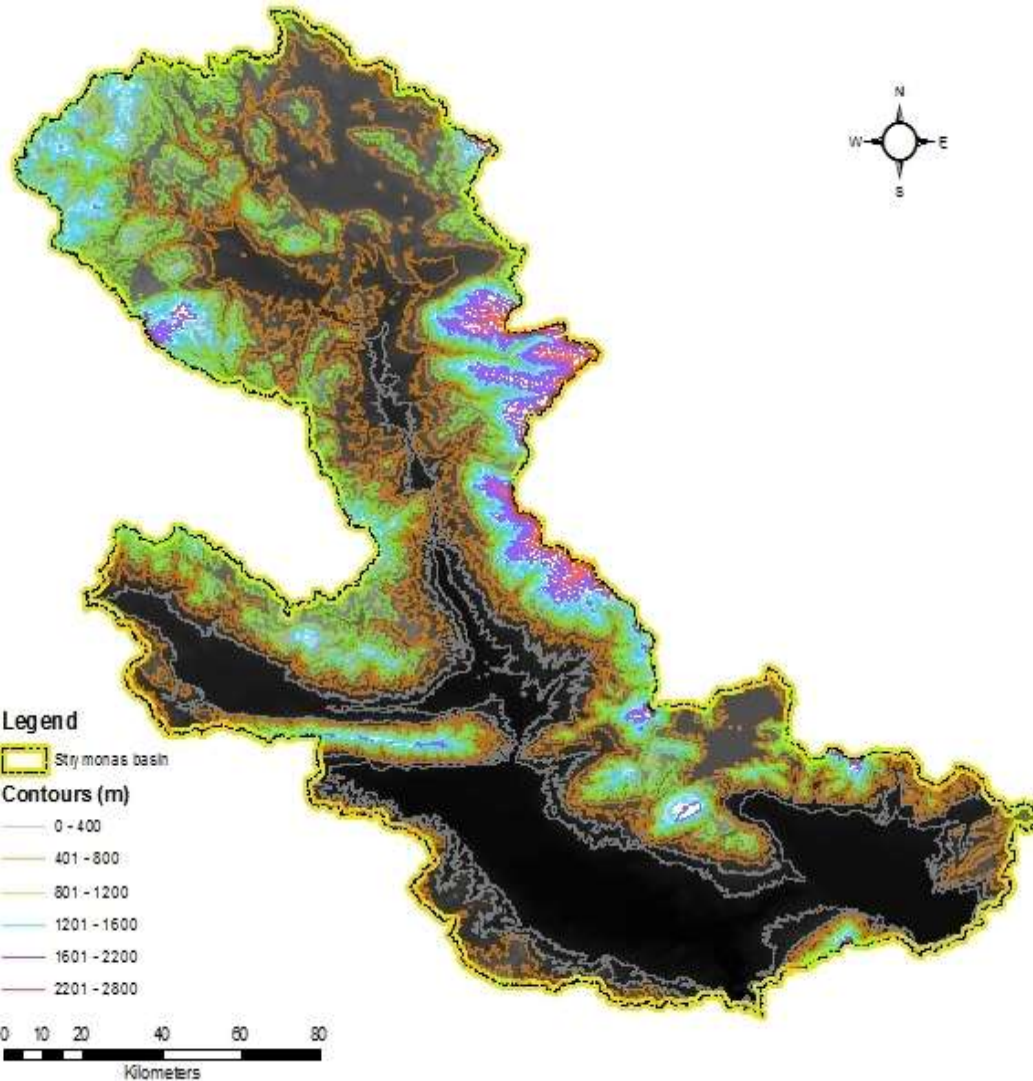 N
W E
S
Legend
Strymonas basin
Contours (m)
0 - 400
401 - 800
801 - 1200
1201 - 1600
1601 - 2200
2201 - 2800
0 10 20 40 60 80
Kilometers